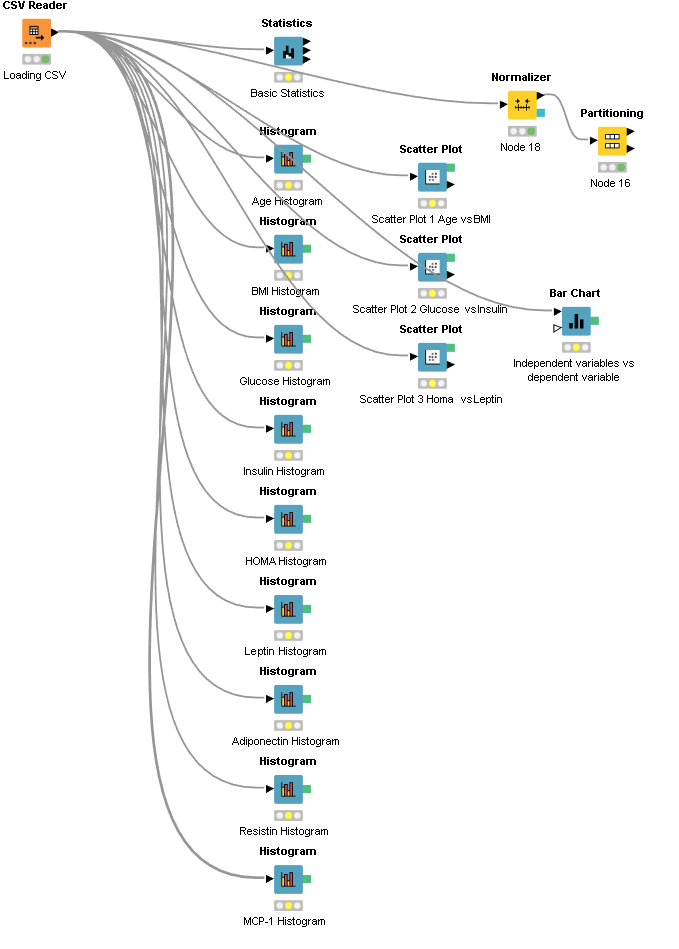 CSV Reader
Loading CSV
Statistics
Basic Statistics
Normalizer
Node 18
Partitioning
Node 16
Histogram
Age Histogram
Scatter Plot
Scatter Plot 1 Age vsBMI
Histogram
BMI Histogram
Scatter Plot
Scatter Plot 2 Glucose vsInsulin
Bar Chart
Independent variables vs
dependent variable
Histogram
Glucose Histogram
Scatter Plot
Scatter Plot 3 Homa vsLeptin
Histogram
Insulin Histogram
Histogram
HOMA Histogram
Histogram
Leptin Histogram
Histogram
Adiponectin Histogram
Histogram
Resistin Histogram
Histogram
MCP-1 Histogram